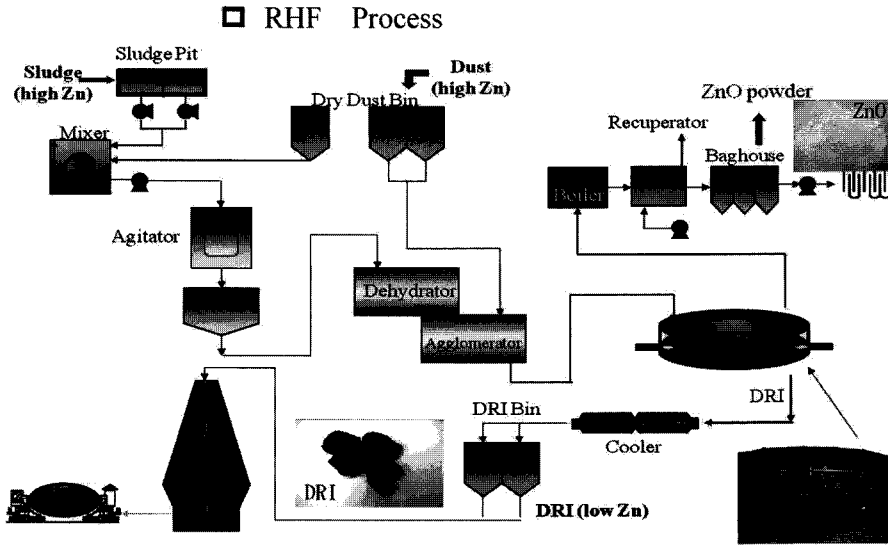 RHF Process
Sludge Pit
Sludge
(high Zn)
Dust
(high Zn)
Dry Dust Bin
ZnO powder
ZnO
Recuperator
Mixer
Baghouse
Boiler
Agitator
Dehydrator
Agglomerator
DRI
DRI Bin
Cooler
DRI
DRI (low Zn)